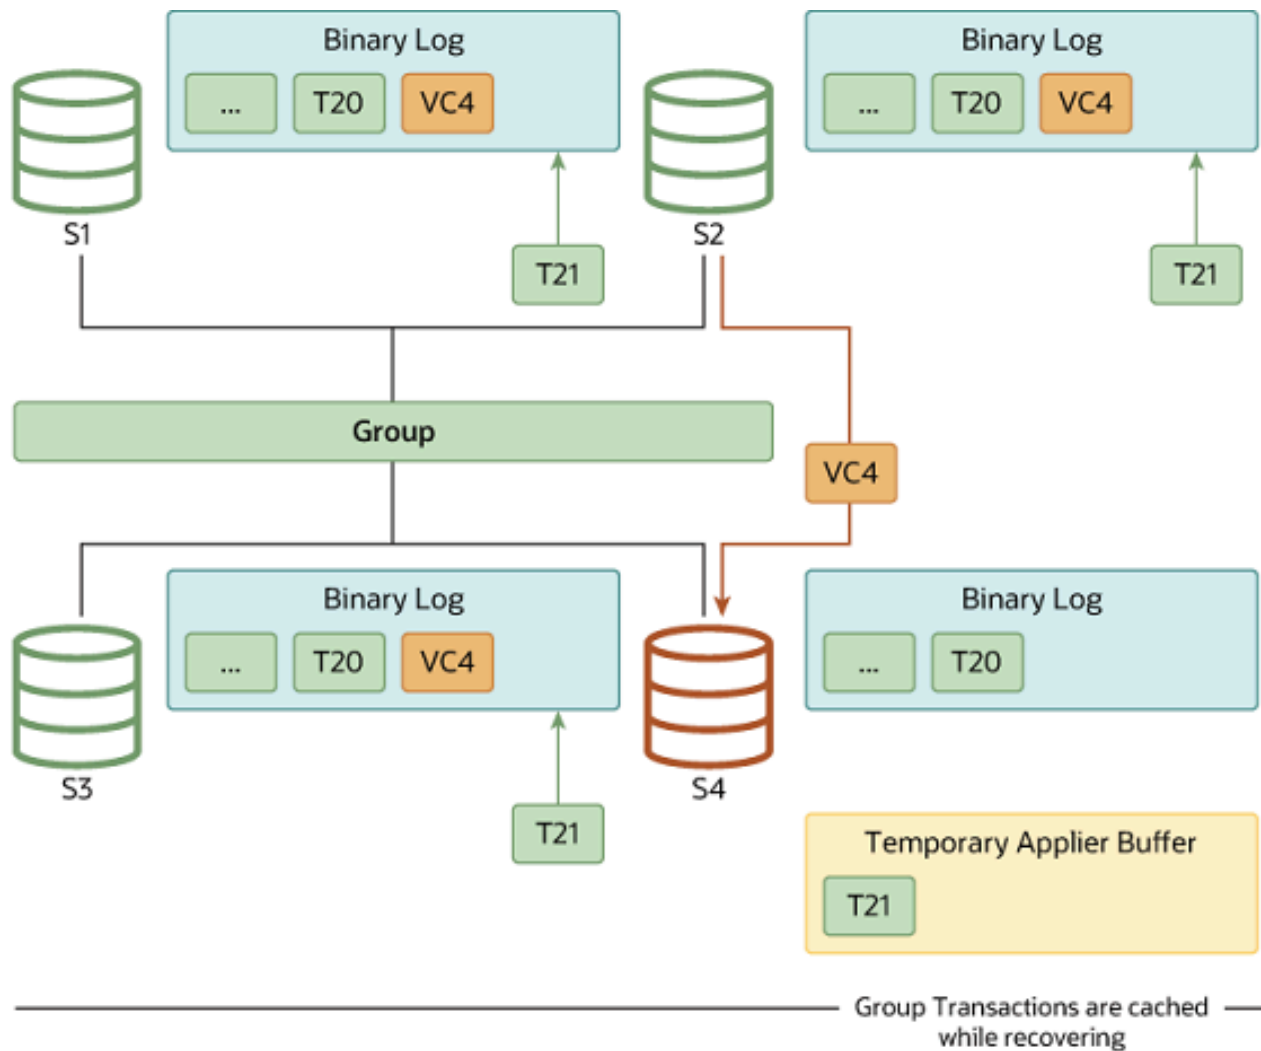 Binary Log
... T20 VC4
S1
T21
Binary Log
... T20 VC4
S2
T21
Group
VC4
Binary Log
... T20 VC4
S3
T21
Binary Log
... T20
S4
Temporary Applier Buffer
T21
Group Transactions are cached
while recovering